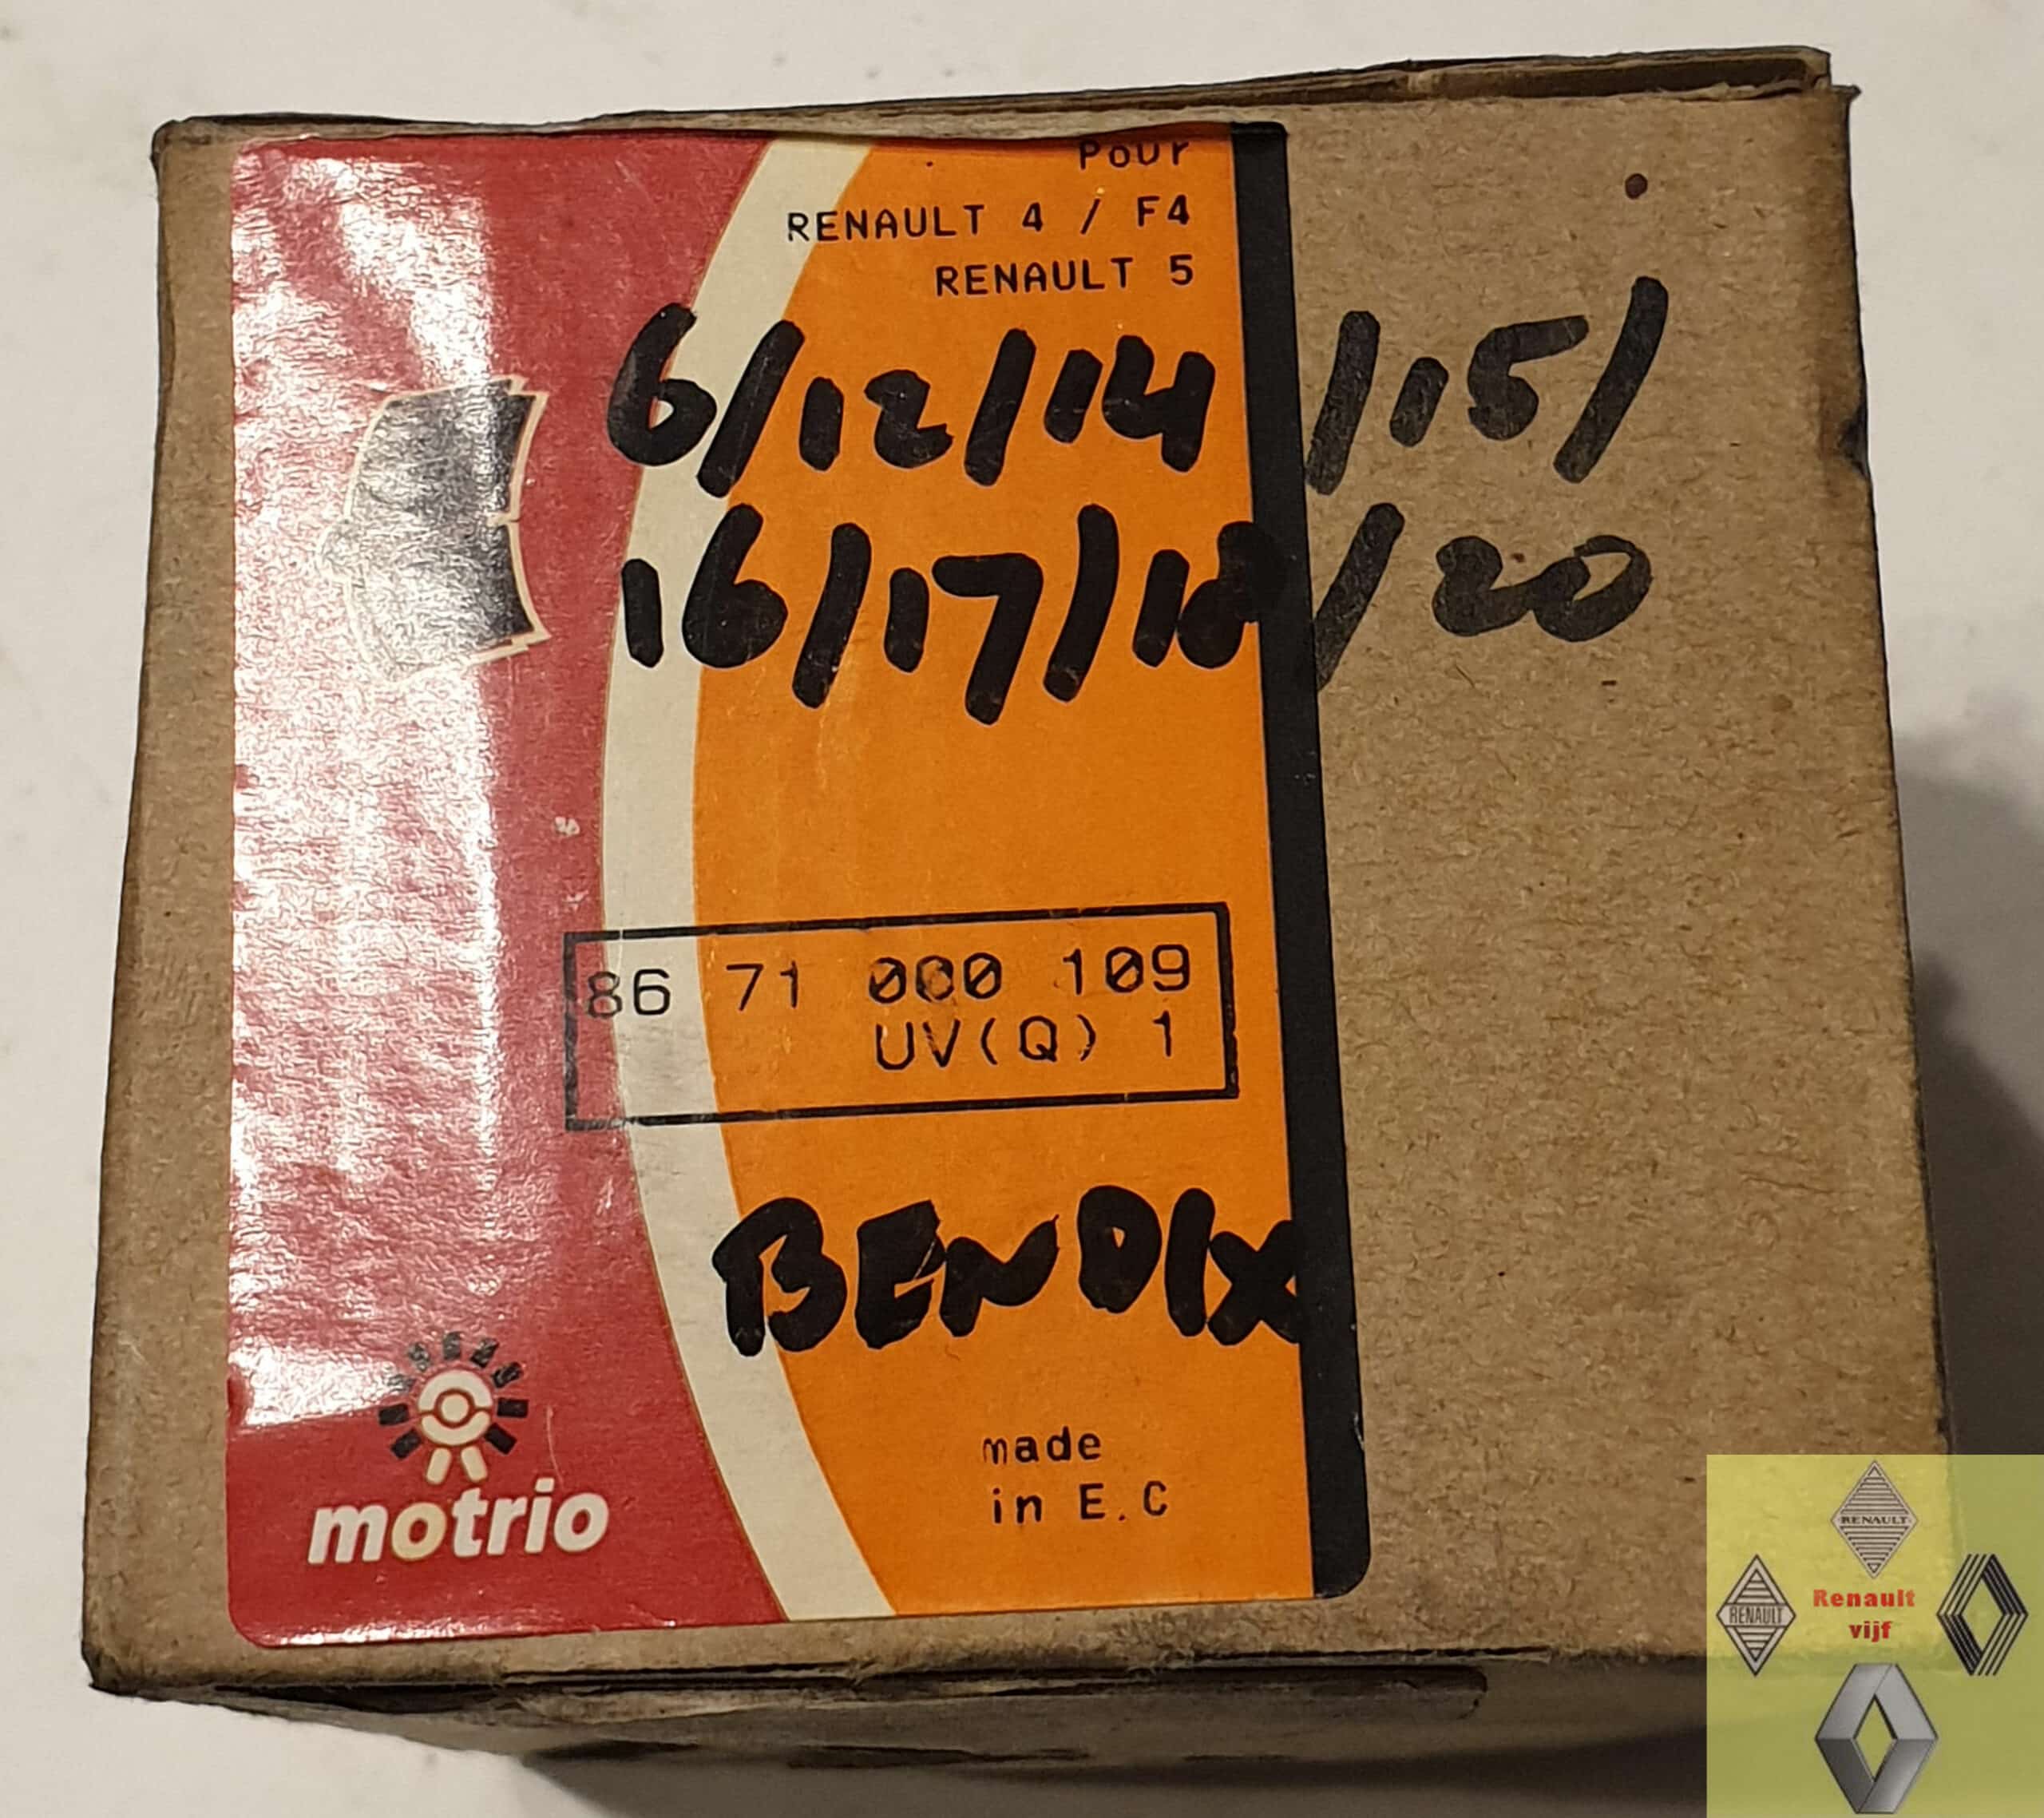 Pour
RENAULT 4 / F4
RENAULT 5
6/12/14/15/
16/17/18/20
86 71 000 109
UV(Q) 1
BENDIX
made
in E.C
motrio
RENAULT
RENAULT
Renault
vijf